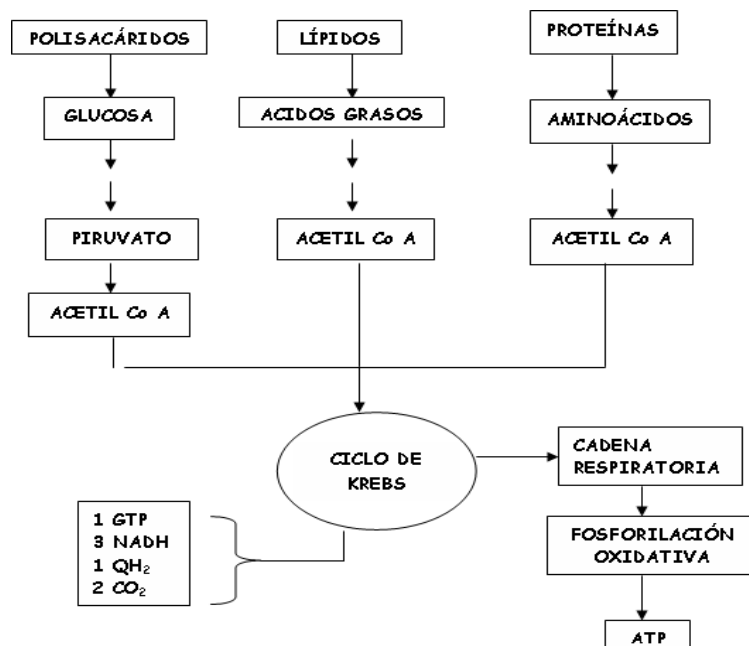 POLISACÁRIDOS
LÍPIDOS
PROTEÍNAS
GLUCOSA
ACIDOS GRASOS
AMINOÁCIDOS
PIRUVATO
ACETIL Co A
ACETIL Co A
ACETIL Co A
CICLO DE
KREBS
CADENA
RESPIRATORIA
1 GTP
3 NADH
1 QH₂
2 CO₂
FOSFORILACIÓN
OXIDATIVA
ATP